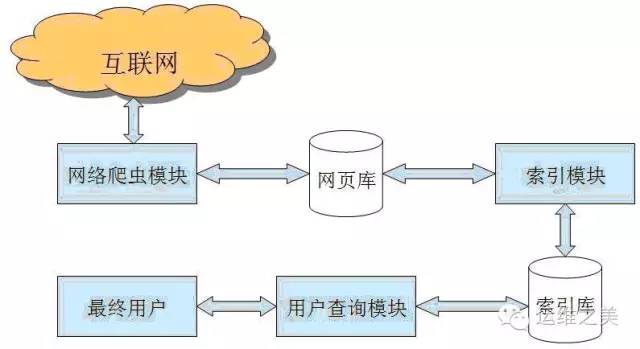 互联网
网络爬虫模块
网页库
索引模块
最终用户
用户查询模块
索引库
运维之美